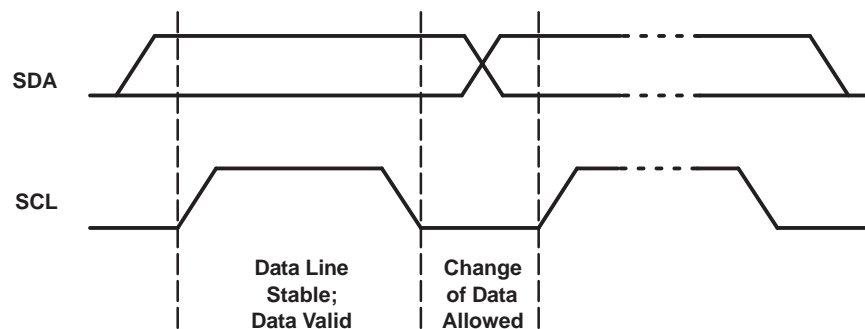 SDA
SCL
Data Line
Stable;
Data Valid
Change
of Data
Allowed